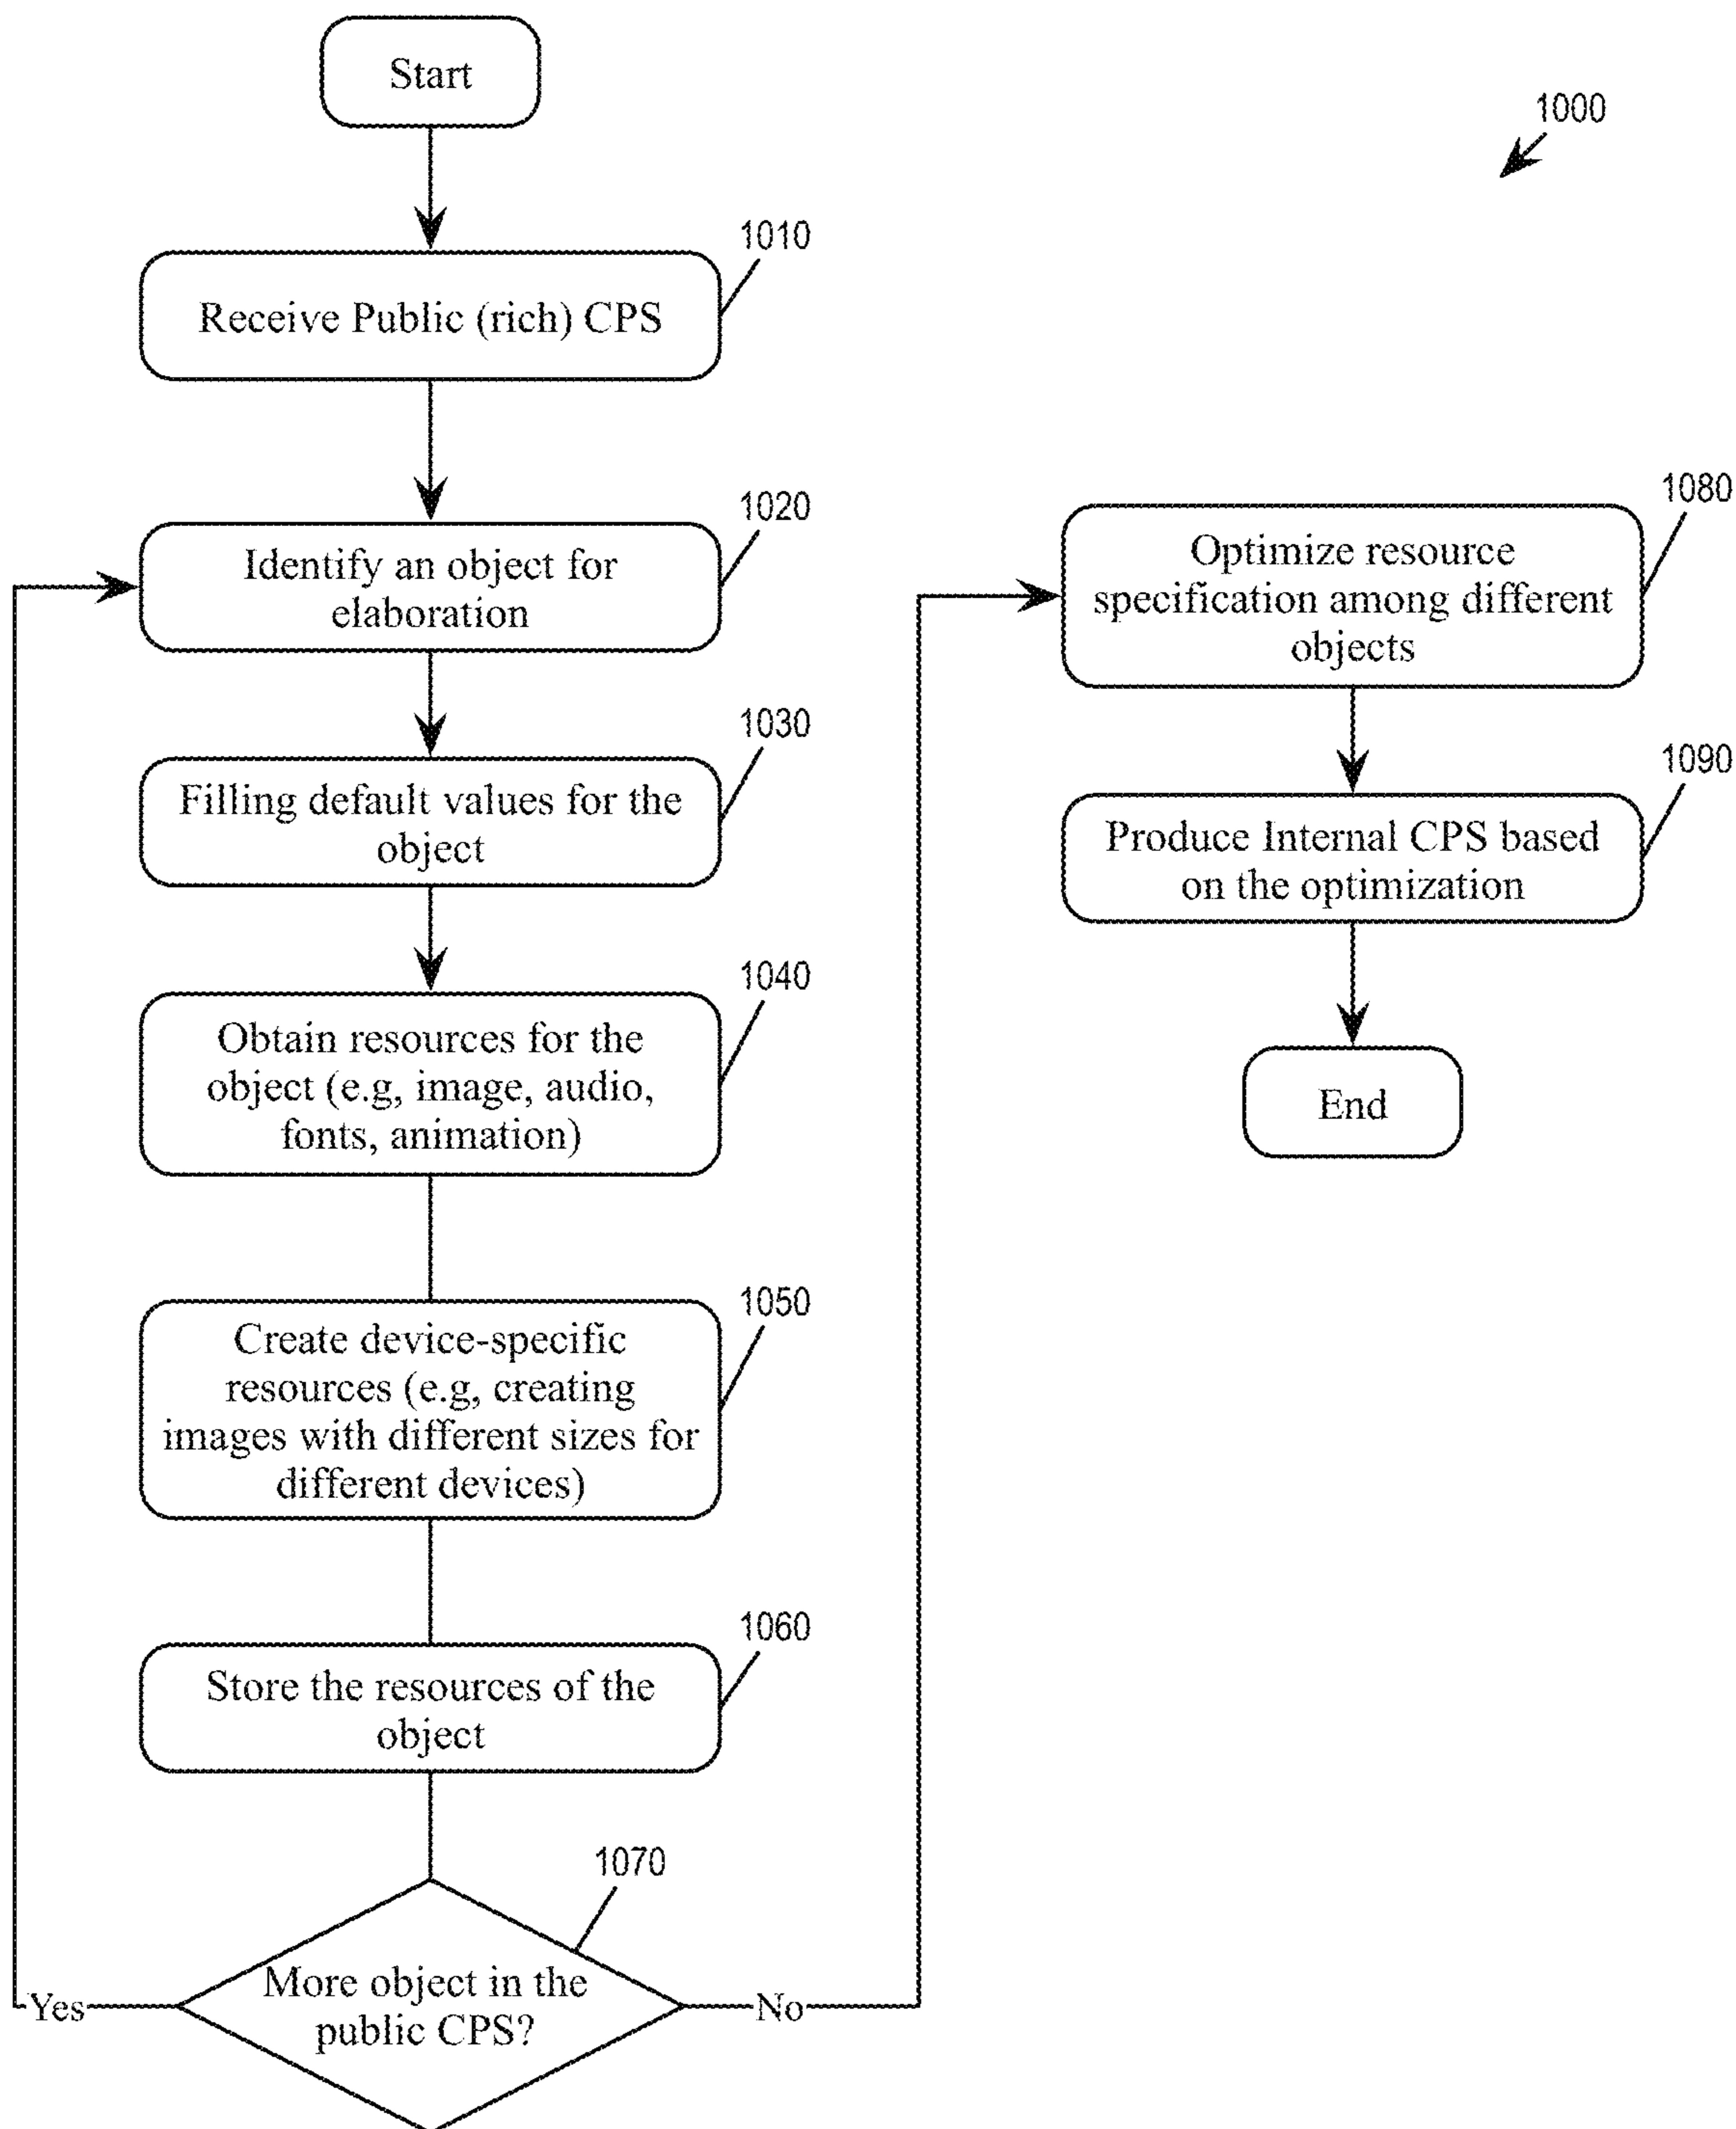 Start
1000
1010
Receive Public (rich) CPS
1020
Identify an object for
elaboration
1030
Filling default values for the
object
1040
Obtain resources for the
object (e.g, image, audio,
fonts, animation)
1050
Create device-specific
resources (e.g, creating
images with different sizes for
different devices)
1060
Store the resources of the
object
1070
More object in the
public CPS?
Yes
No
1080
Optimize resource
specification among different
objects
1090
Produce Internal CPS based
on the optimization
End